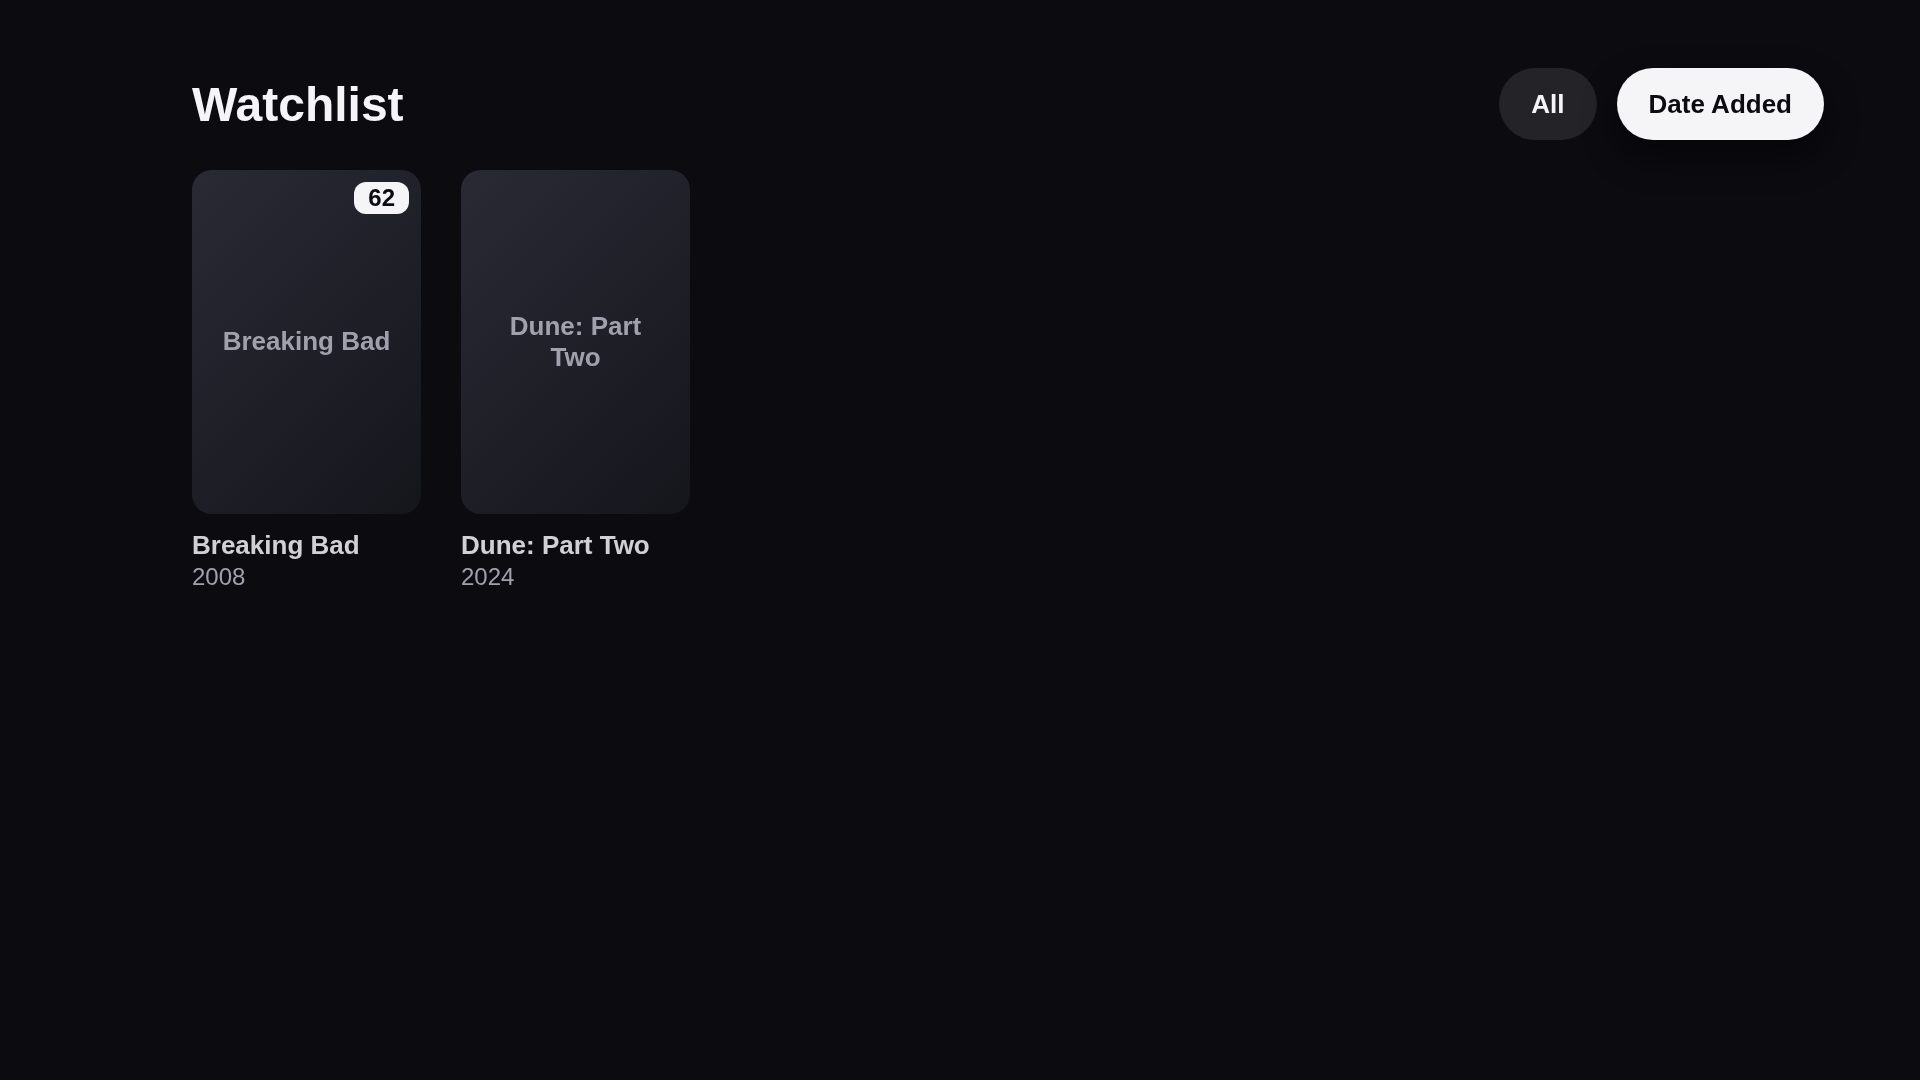 Watchlist
All
Date Added
62
Breaking Bad
Dune: Part
Two
Breaking Bad
2008
Dune: Part Two
2024